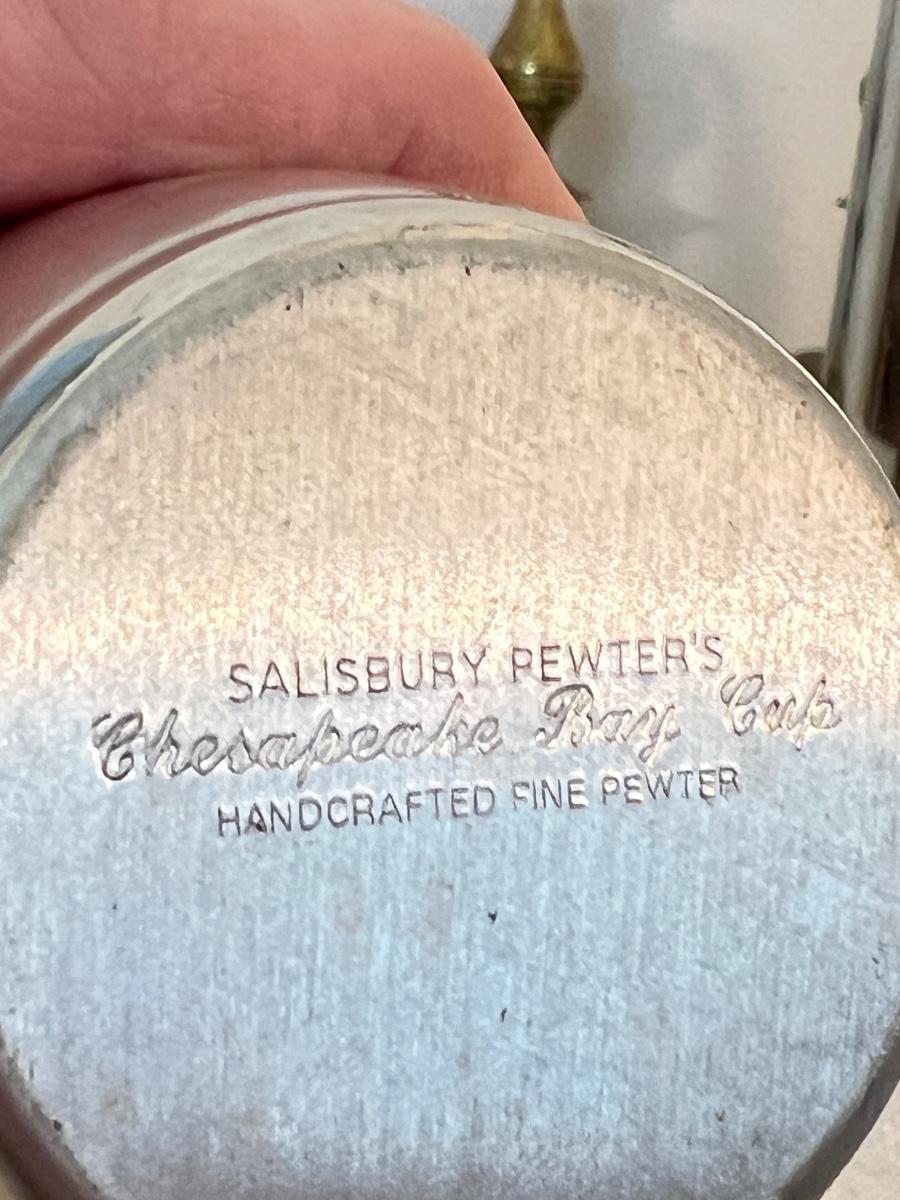 SALISBURY PEWTER'S
Chesapeake Bay Cup
HANDCRAFTED FINE PEWTER